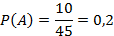 P(A) = 10/45 = 0,2